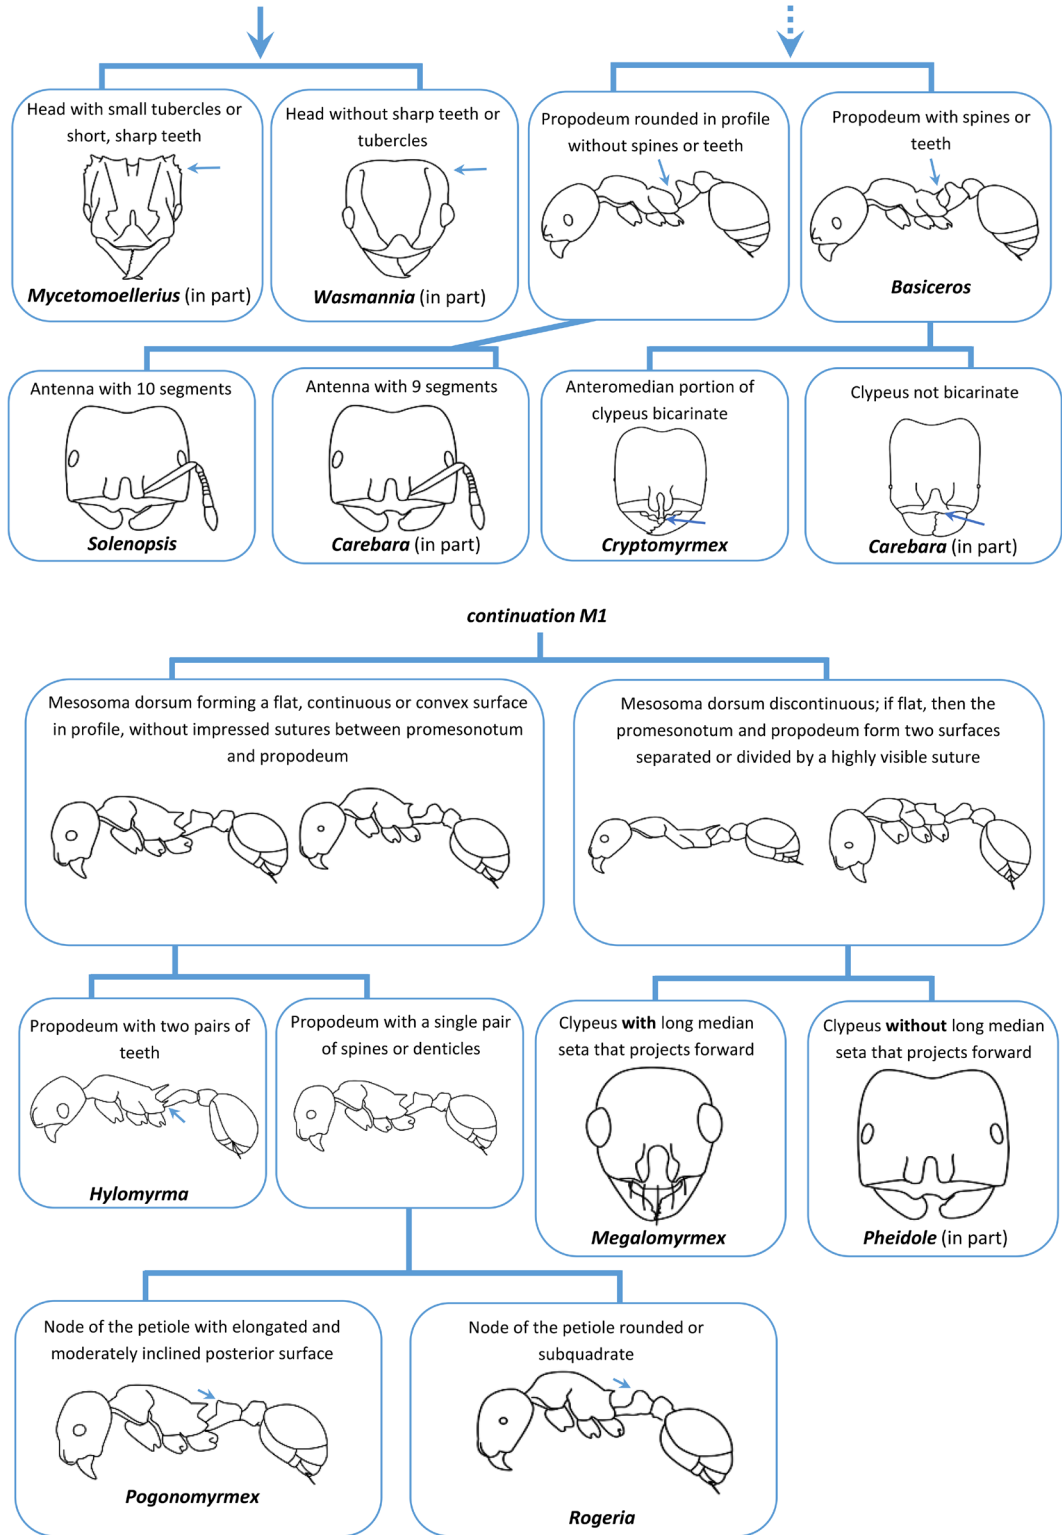 Head with small tubercles or
short, sharp teeth
Mycetomoellerius (in part)
Head without sharp teeth or
tubercles
Wasmannia (in part)
Propodeum rounded in profile
without spines or teeth
Propodeum with spines or
teeth
Basiceros
Antenna with 10 segments
Solenopsis
Antenna with 9 segments
Carebara (in part)
Anteromedian portion of
clypeus bicarinate
Cryptomyrmex
Clypeus not bicarinate
Carebara (in part)
continuation M1
Mesosoma dorsum forming a flat, continuous or convex surface
in profile, without impressed sutures between promesonotum
and propodeum
Mesosoma dorsum discontinuous; if flat, then the
promesonotum and propodeum form two surfaces
separated or divided by a highly visible suture
Propodeum with two pairs of
teeth
Hylomyrma
Propodeum with a single pair
of spines or denticles
Clypeus with long median
seta that projects forward
Megalomyrmex
Clypeus without long median
seta that projects forward
Pheidole (in part)
Node of the petiole with elongated and
moderately inclined posterior surface
Pogonomyrmex
Node of the petiole rounded or
subquadrate
Rogeria